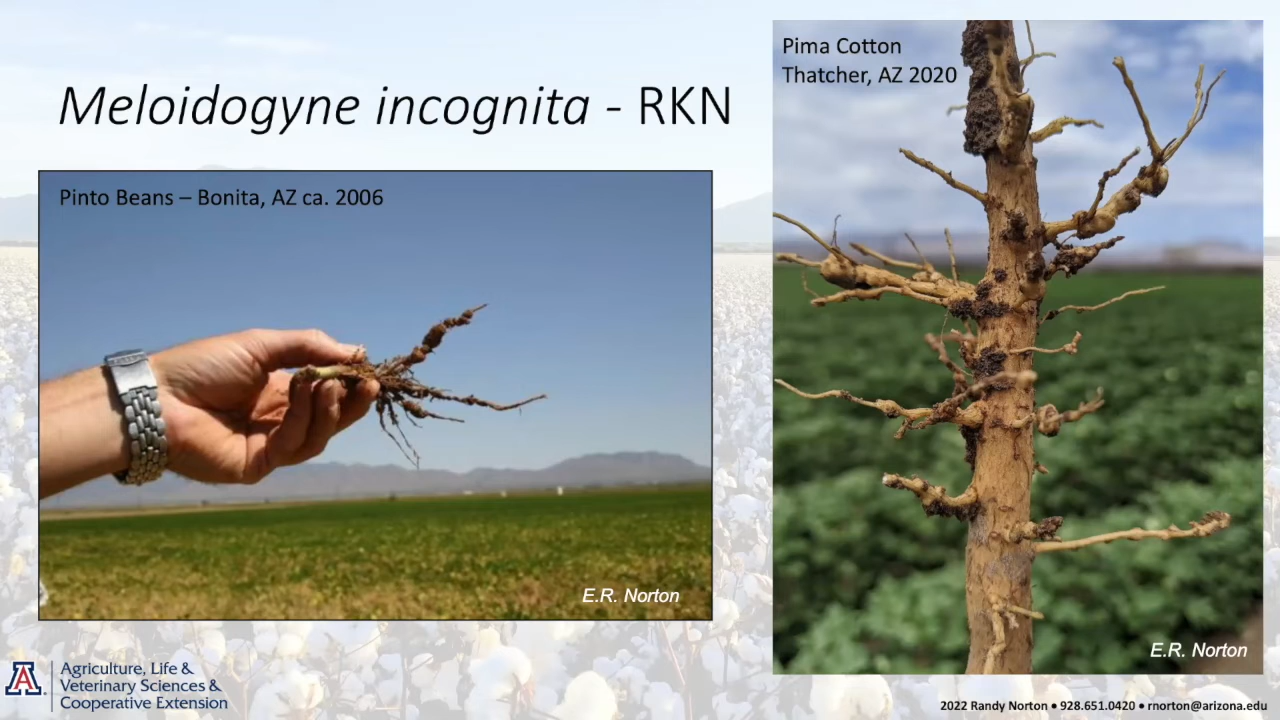 Meloidogyne incognita - RKN
Pinto Beans – Bonita, AZ ca. 2006
E.R. Norton
Pima Cotton
Thatcher, AZ 2020
E.R. Norton
A
Agriculture, Life &
Veterinary Sciences &
Cooperative Extension
2022 Randy Norton ● 928.651.0420 ● rnorton@arizona.edu